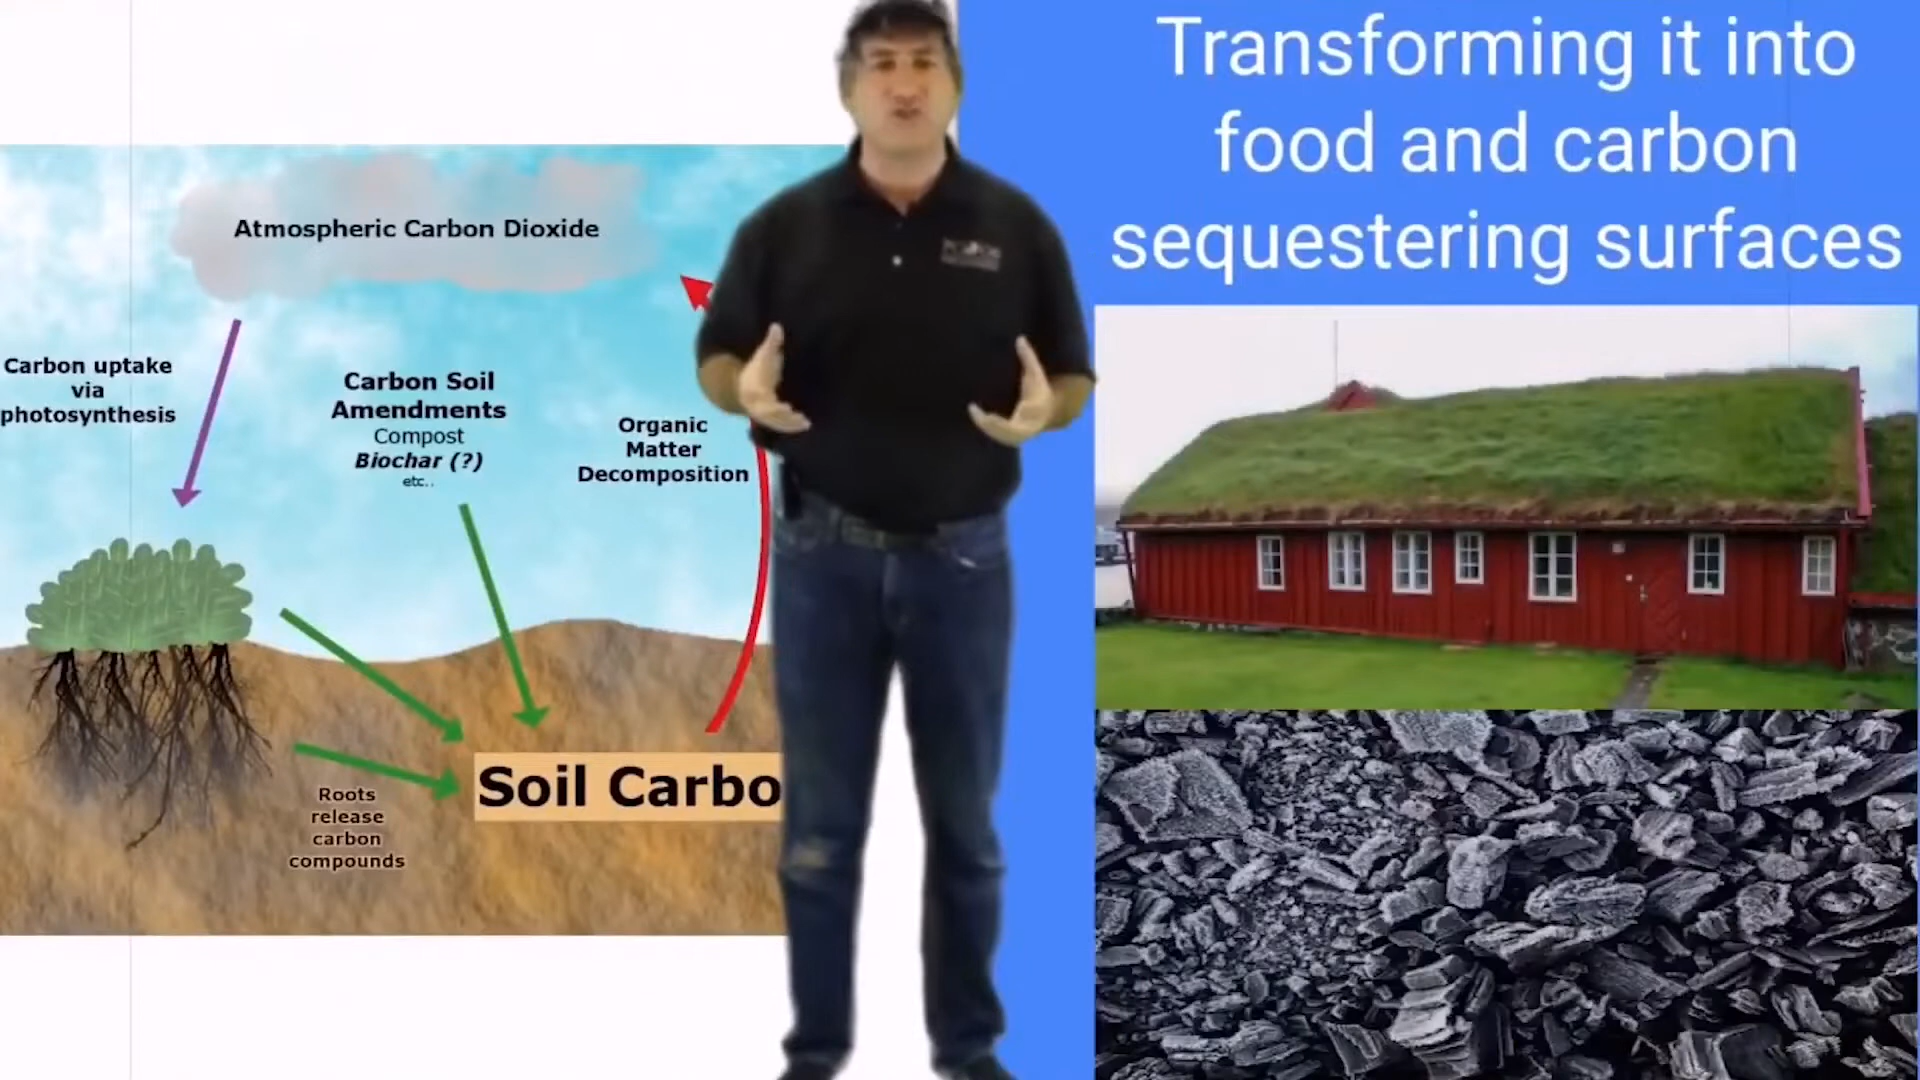 Transforming it into
food and carbon
sequestering surfaces
Atmospheric Carbon Dioxide
Carbon uptake
via
photosynthesis
Carbon Soil
Amendments
Compost
Biochar (?)
etc..
Organic
Matter
Decomposition
Soil Carbo
Roots
release
carbon
compounds